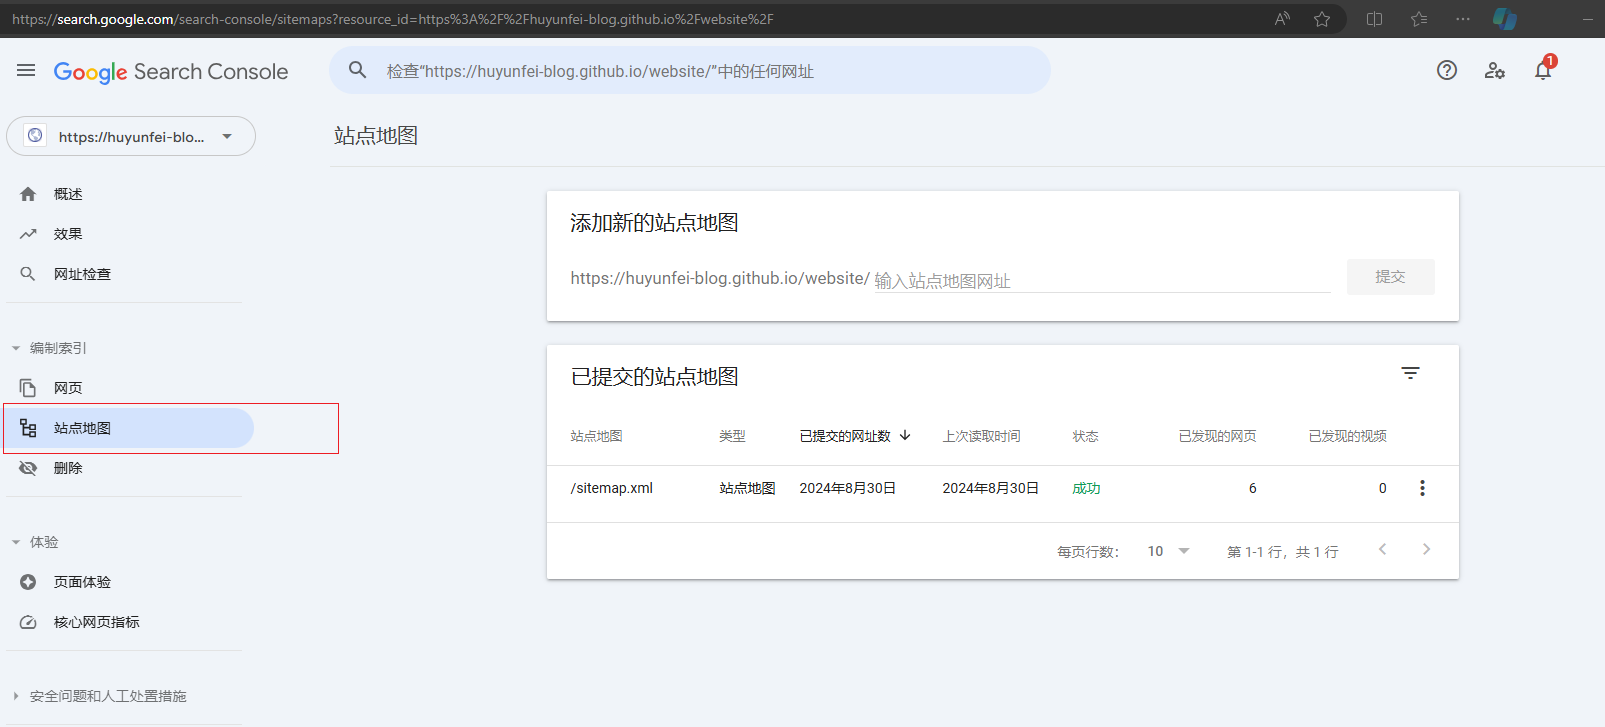 https://search.google.com/search-console/sitemaps?resource_id=https%3A%2F%2Fhuyunfei-blog.github.io%2Fwebsite%2F
Google Search Console
检查“https://huyunfei-blog.github.io/website/”中的任何网址
1
https://huyunfei-blo...
站点地图
概述
效果
网址检查
编制索引
网页
站点地图
删除
体验
页面体验
核心网页指标
安全问题和人工处置措施
添加新的站点地图
https://huyunfei-blog.github.io/website/ 输入站点地图网址
提交
已提交的站点地图
站点地图 类型 已提交的网址数 上次读取时间 状态 已发现的网页 已发现的视频
/sitemap.xml 站点地图 2024年8月30日 2024年8月30日 成功 6 0
每页行数： 10 第 1-1 行，共 1 行